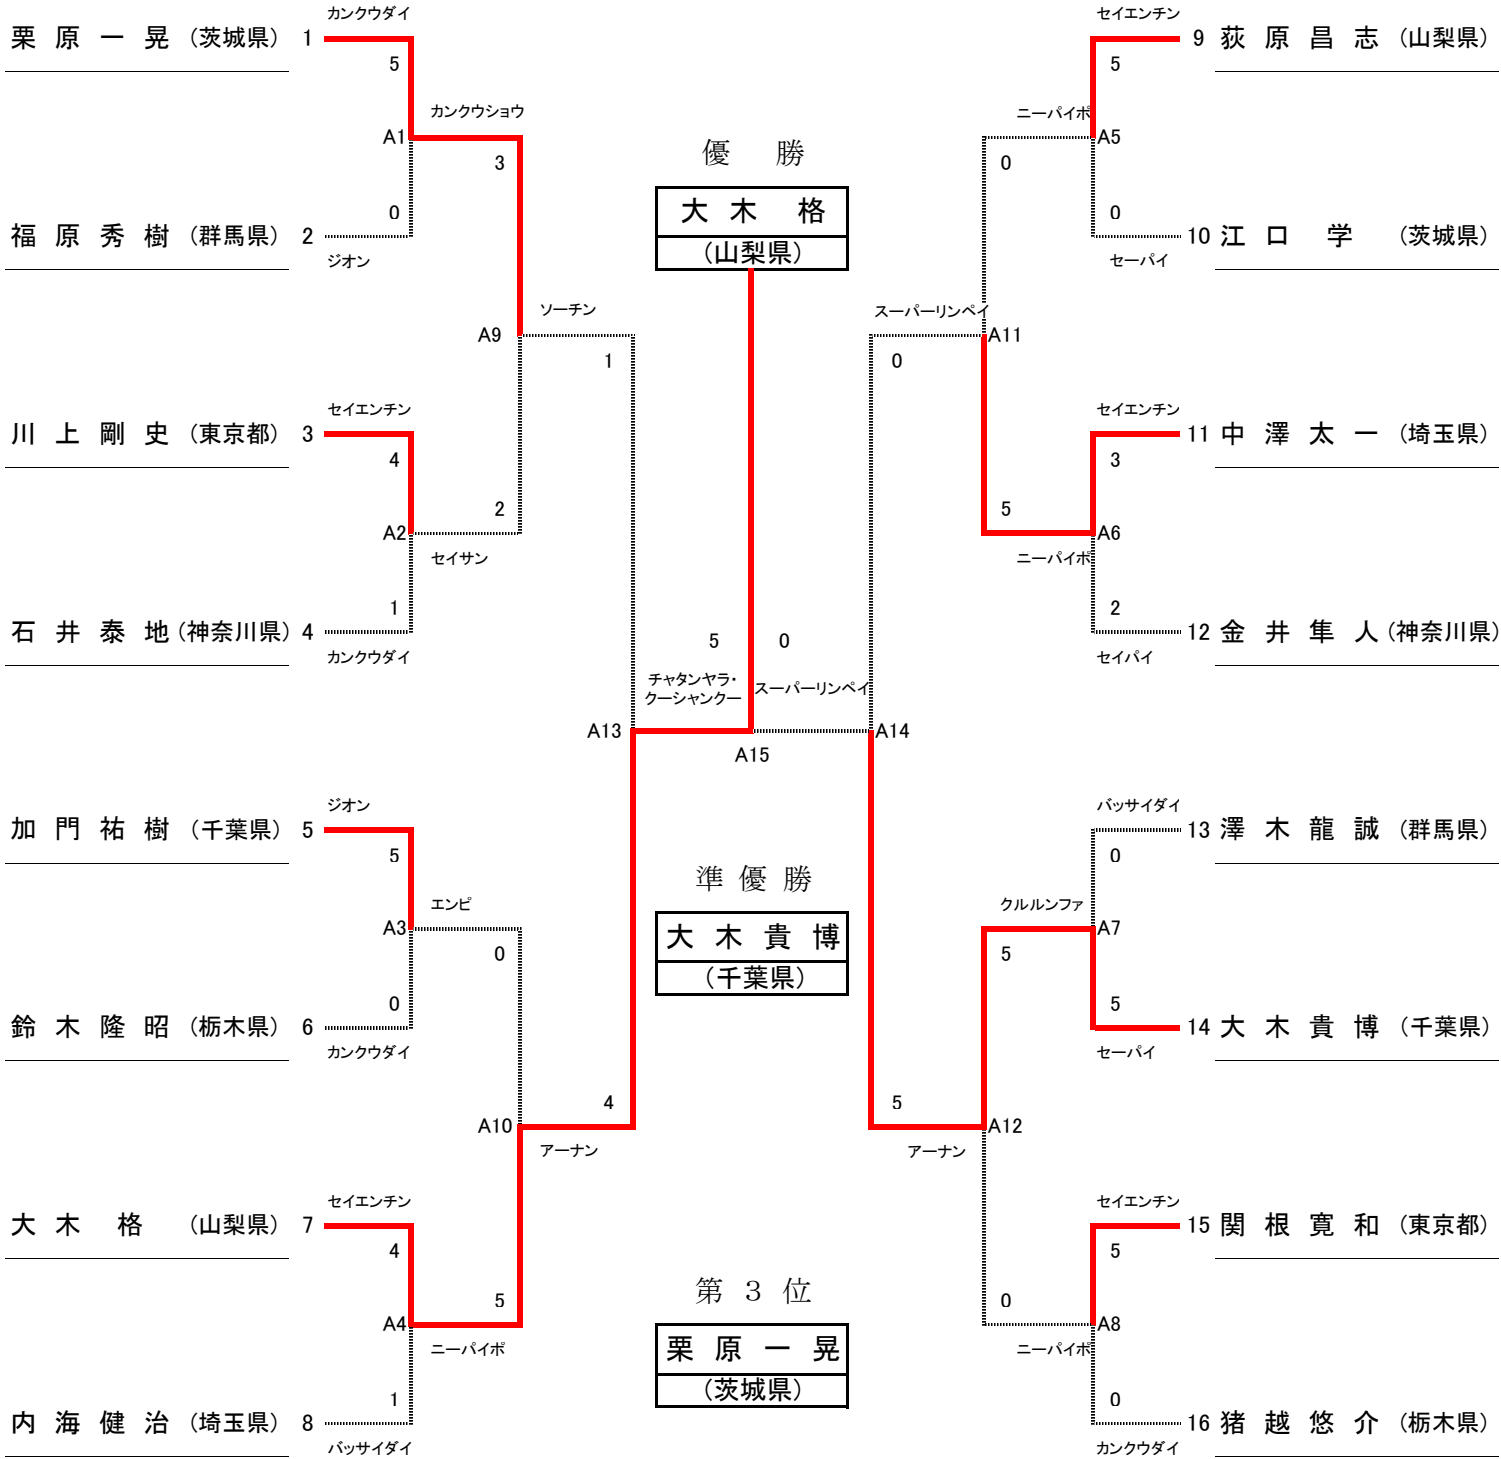 カンクウダイ
栗原一晃 (茨城県) 1
5
A1
カンクウショウ
3
0
福原秀樹 (群馬県) 2
ジオン
A9
ソーチン
1
セイエンチン
川上剛史 (東京都) 3
4
A2
2
セイサン
1
石井泰地 (神奈川県) 4
カンクウダイ
A13
ジオン
加門祐樹 (千葉県) 5
5
A3
エンピ
0
0
鈴木隆昭 (栃木県) 6
カンクウダイ
A10
4
アーナン
セイエンチン
大木格 (山梨県) 7
4
A4
5
ニーパイポ
1
内海健治 (埼玉県) 8
バッサイダイ
優勝
大木格
(山梨県)
5 0
チャタンヤラ・
クーシャンクー
スーパーリンペイ
A15
準優勝
大木貴博
(千葉県)
第3位
栗原一晃
(茨城県)
セイエンチン
9 荻原昌志 (山梨県)
5
ニーパイポ
A5
0
0
10 江口学 (茨城県)
セーパイ
スーパーリンペイ
A11
0
セイエンチン
11 中澤太一 (埼玉県)
3
5
A6
ニーパイポ
2
12 金井隼人 (神奈川県)
セイパイ
A14
バッサイダイ
13 澤木龍誠 (群馬県)
0
クルルンファ
A7
5
5
14 大木貴博 (千葉県)
セーパイ
5
A12
アーナン
セイエンチン
15 関根寛和 (東京都)
5
0
A8
ニーパイポ
0
16 猪越悠介 (栃木県)
カンクウダイ